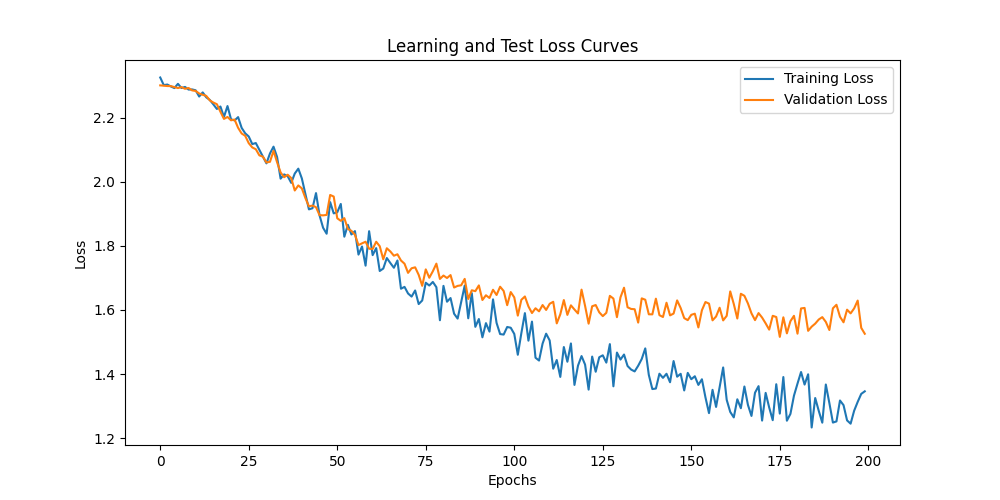 Learning and Test Loss Curves
Training Loss
Validation Loss
Loss
2.2
2.0
1.8
1.6
1.4
1.2
0 25 50 75 100 125 150 175 200
Epochs